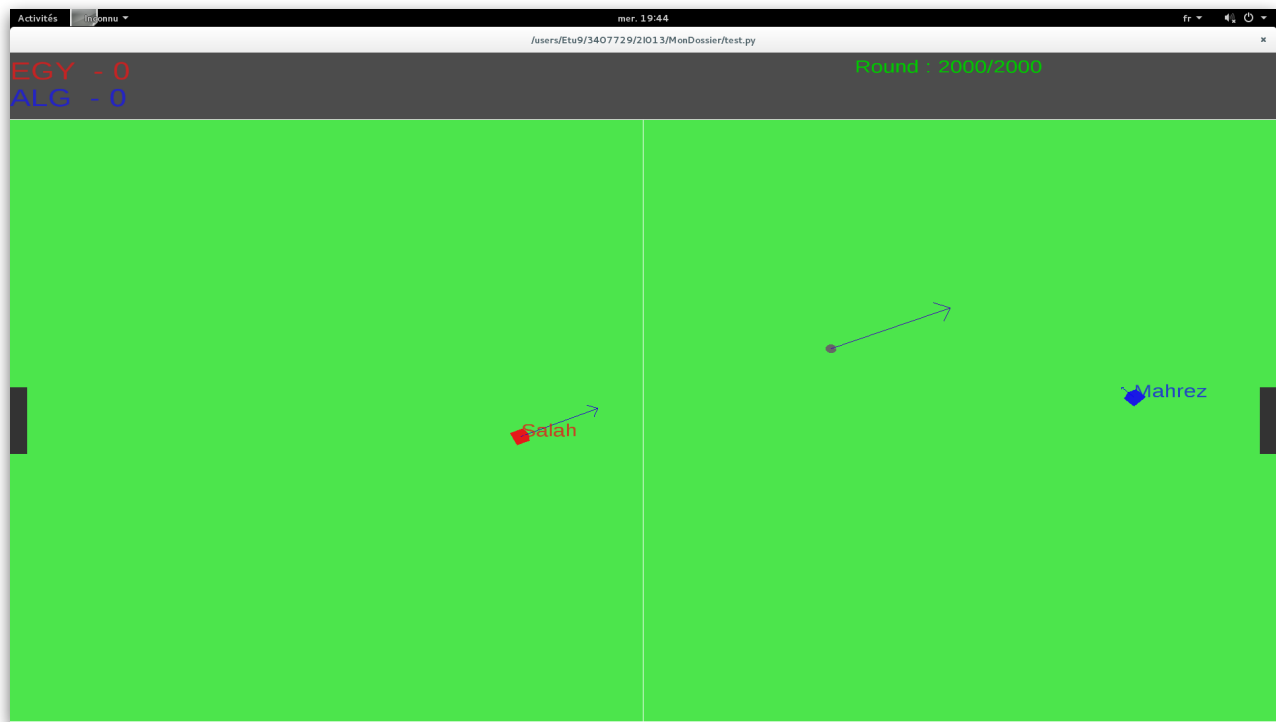 Activités Inconnu mer. 19:44 fr
/users/Etu9/3407729/2I013/MonDossier/test.py
EGY - 0
ALG - 0
Round : 2000/2000
Mahrez
Salah